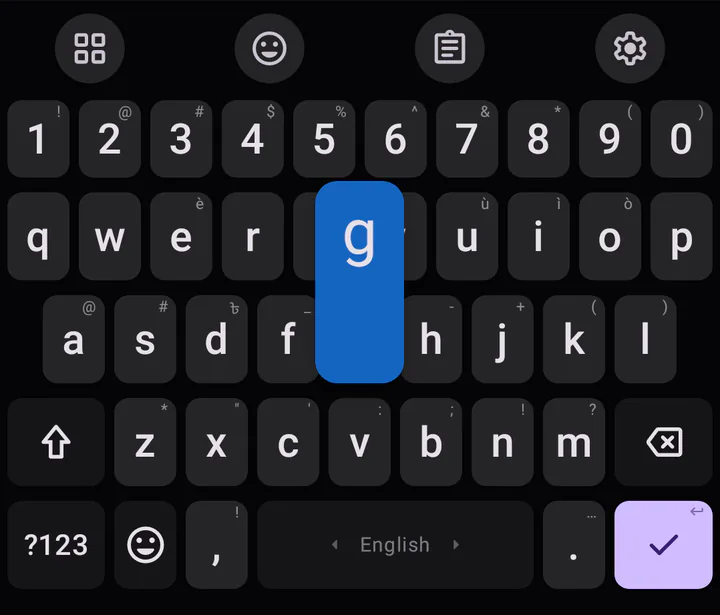 ! @ # $ % ^ & * ( )
1 2 3 4 5 6 7 8 9 0
è ù ì ò
q w e r u i o p
@ # _ - + ( )
a s d f g h j k l
* " ' : ; ! ?
z x c v b n m
! …
?123 , English .